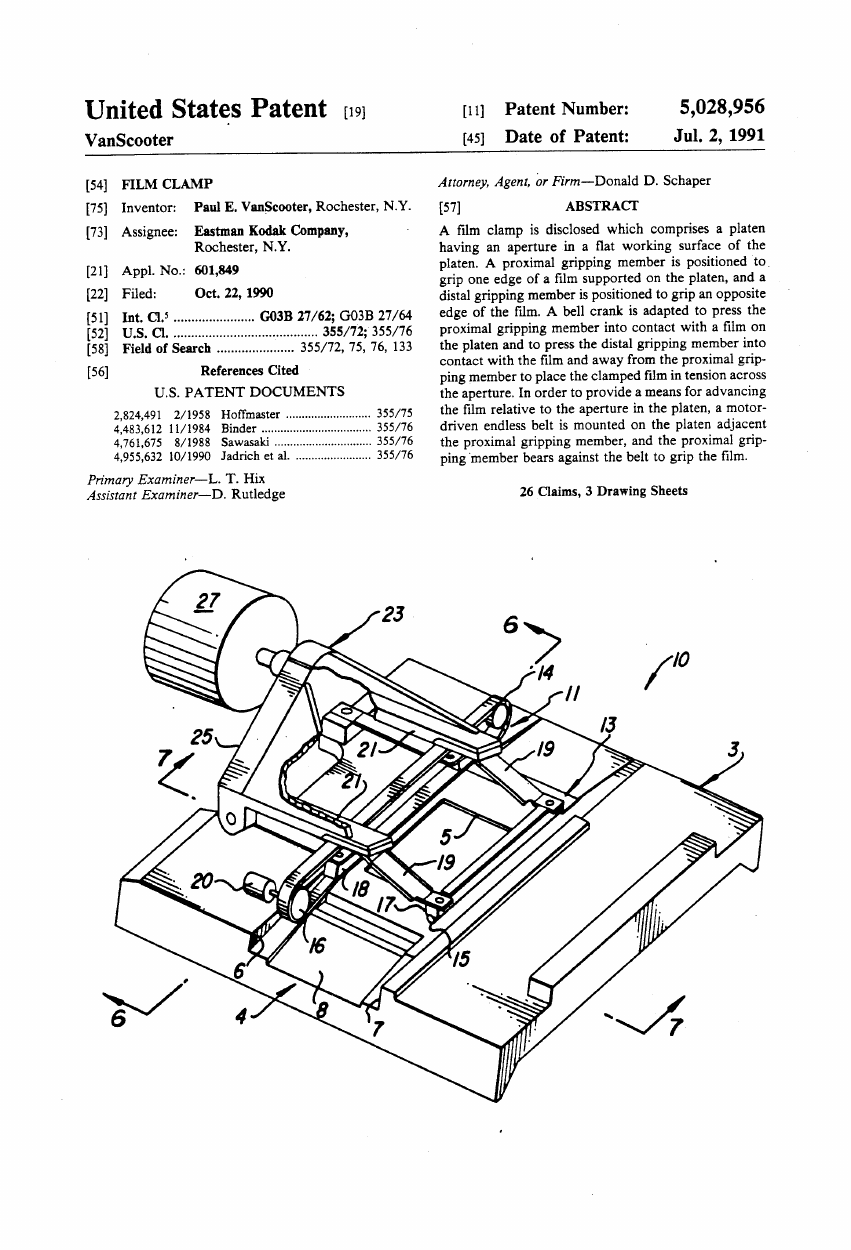 United States Patent [19]
VanScooter
[11] Patent Number: 5,028,956
[45] Date of Patent: Jul. 2, 1991
[54] FILM CLAMP
[75] Inventor: Paul E. VanScooter, Rochester, N.Y.
[73] Assignee: Eastman Kodak Company,
Rochester, N.Y.
[21] Appl. No.: 601,849
[22] Filed: Oct. 22, 1990
[51] Int. Cl.⁵ ...................... G03B 27/62; G03B 27/64
[52] U.S. Cl. ....................................... 355/72; 355/76
[58] Field of Search ..................... 355/72, 75, 76, 133
[56] References Cited
U.S. PATENT DOCUMENTS
2,824,491 2/1958 Hoffmaster ........................... 355/75
4,483,612 11/1984 Binder ................................... 355/76
4,761,675 8/1988 Sawasaki ............................... 355/76
4,955,632 10/1990 Jadrich et al. ........................ 355/76
Primary Examiner—L. T. Hix
Assistant Examiner—D. Rutledge
Attorney, Agent, or Firm—Donald D. Schaper
[57] ABSTRACT
A film clamp is disclosed which comprises a platen
having an aperture in a flat working surface of the
platen. A proximal gripping member is positioned to
grip one edge of a film supported on the platen, and a
distal gripping member is positioned to grip an opposite
edge of the film. A bell crank is adapted to press the
proximal gripping member into contact with a film on
the platen and to press the distal gripping member into
contact with the film and away from the proximal grip-
ping member to place the clamped film in tension across
the aperture. In order to provide a means for advancing
the film relative to the aperture in the platen, a motor-
driven endless belt is mounted on the platen adjacent
the proximal gripping member, and the proximal grip-
ping member bears against the belt to grip the film.
26 Claims, 3 Drawing Sheets
27
23
6
10
14
11
13
25
21
19
3
7
21
5
19
20
18
17
16
15
6
6
4
8
7
7